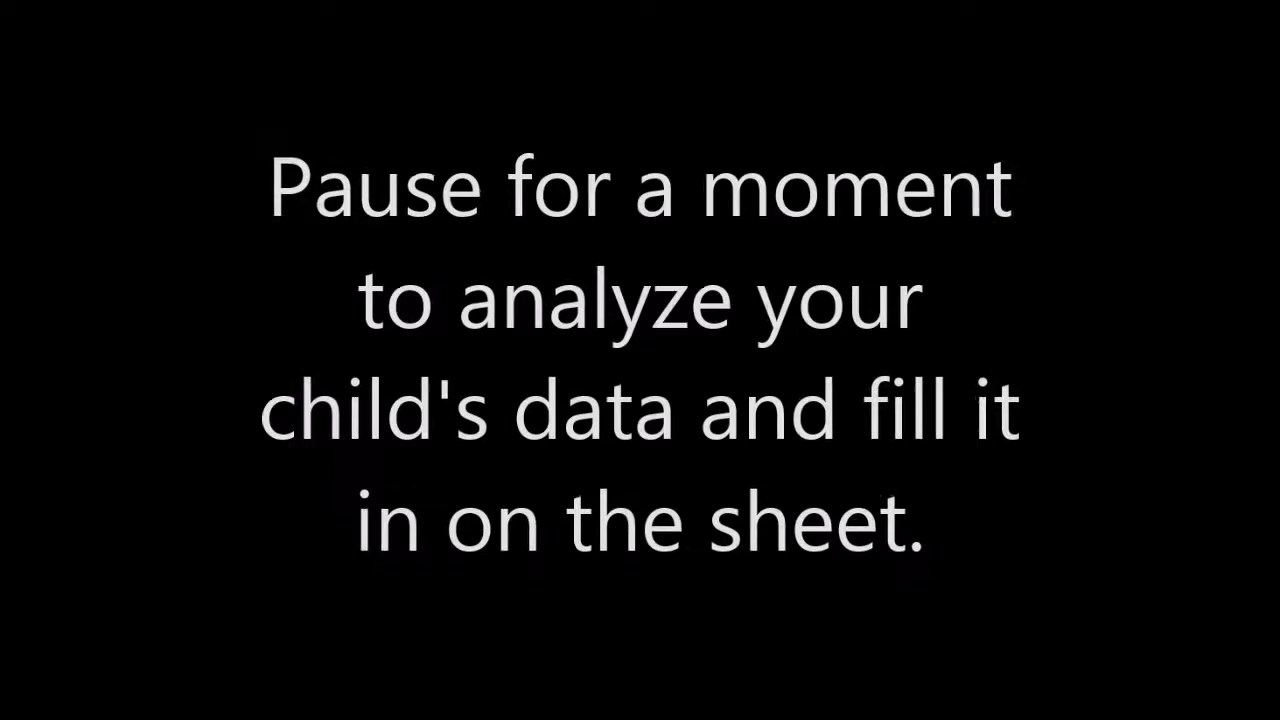 Pause for a moment
to analyze your
child's data and fill it
in on the sheet.